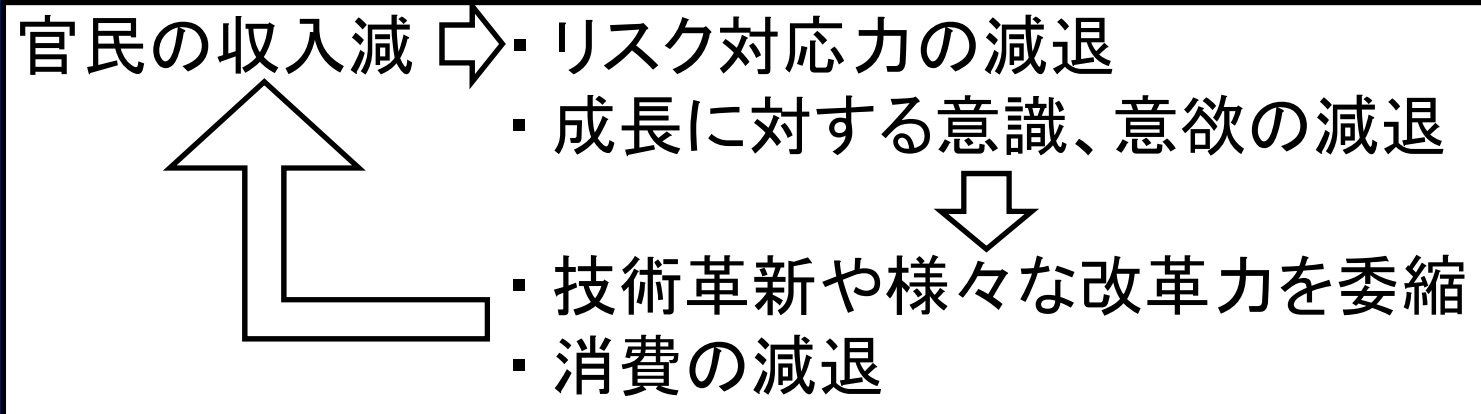 官民の収入減
・リスク対応力の減退
・成長に対する意識、意欲の減退
・技術革新や様々な改革力を委縮
・消費の減退